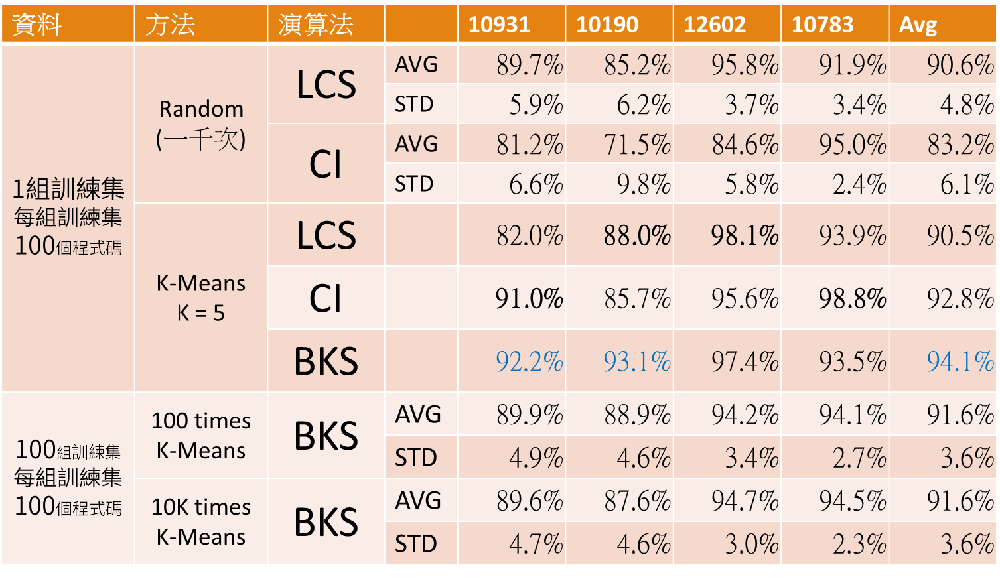 資料 方法 演算法 10931 10190 12602 10783 Avg
1組訓練集
每組訓練集
100個程式碼
Random
(一千次)
LCS
AVG 89.7% 85.2% 95.8% 91.9% 90.6%
STD 5.9% 6.2% 3.7% 3.4% 4.8%
CI
AVG 81.2% 71.5% 84.6% 95.0% 83.2%
STD 6.6% 9.8% 5.8% 2.4% 6.1%
K-Means
K = 5
LCS 82.0% 88.0% 98.1% 93.9% 90.5%
CI 91.0% 85.7% 95.6% 98.8% 92.8%
BKS 92.2% 93.1% 97.4% 93.5% 94.1%
100組訓練集
每組訓練集
100個程式碼
100 times
K-Means
BKS
AVG 89.9% 88.9% 94.2% 94.1% 91.6%
STD 4.9% 4.6% 3.4% 2.7% 3.6%
10K times
K-Means
BKS
AVG 89.6% 87.6% 94.7% 94.5% 91.6%
STD 4.7% 4.6% 3.0% 2.3% 3.6%